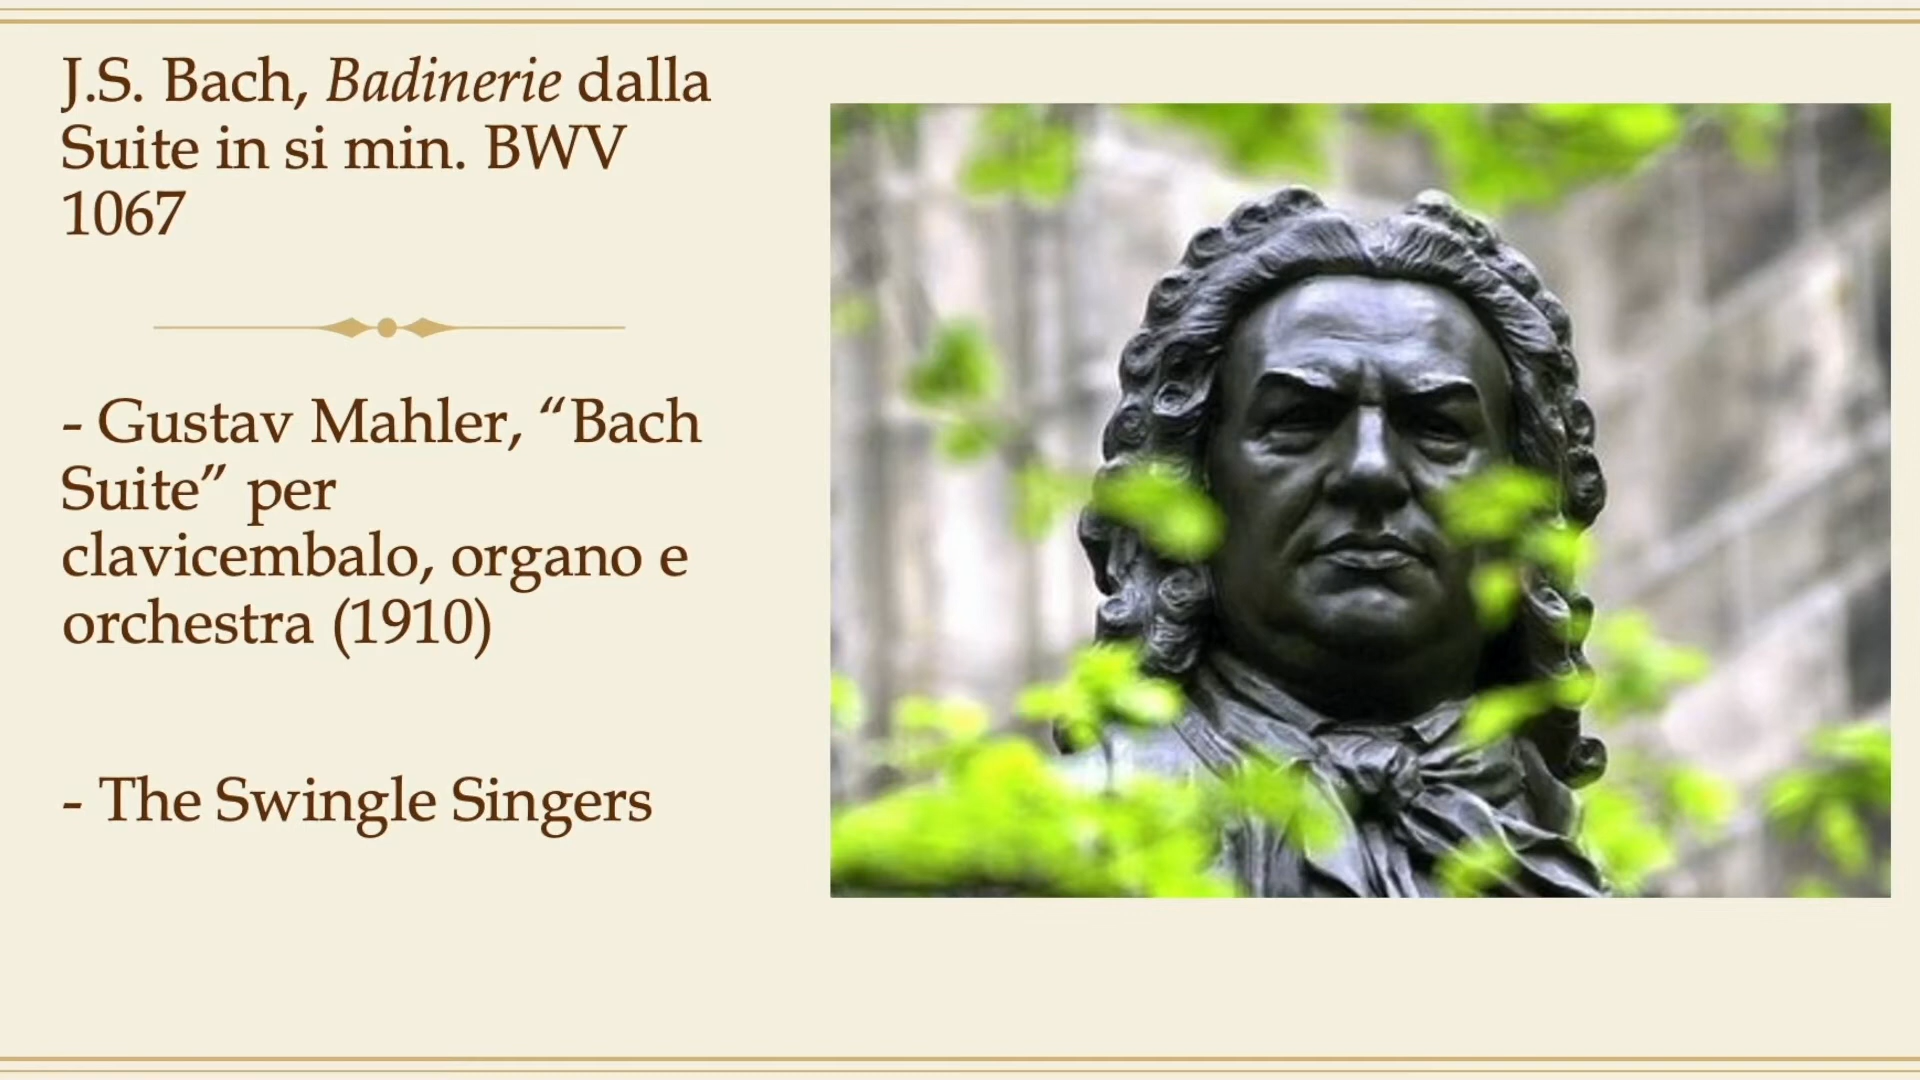 J.S. Bach, Badinerie dalla
Suite in si min. BWV
1067
- Gustav Mahler, “Bach
Suite” per
clavicembalo, organo e
orchestra (1910)
- The Swingle Singers